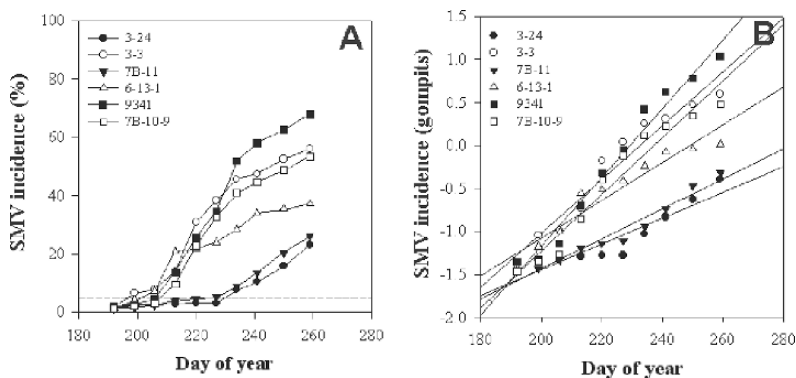 A
3-24
3-3
7B-11
6-13-1
9341
7B-10-9
SMV incidence (%)
100
80
60
40
20
0
180 200 220 240 260 280
Day of year
B
3-24
3-3
7B-11
6-13-1
9341
7B-10-9
SMV incidence (gompits)
1.5
1.0
0.5
0.0
-0.5
-1.0
-1.5
-2.0
180 200 220 240 260 280
Day of year